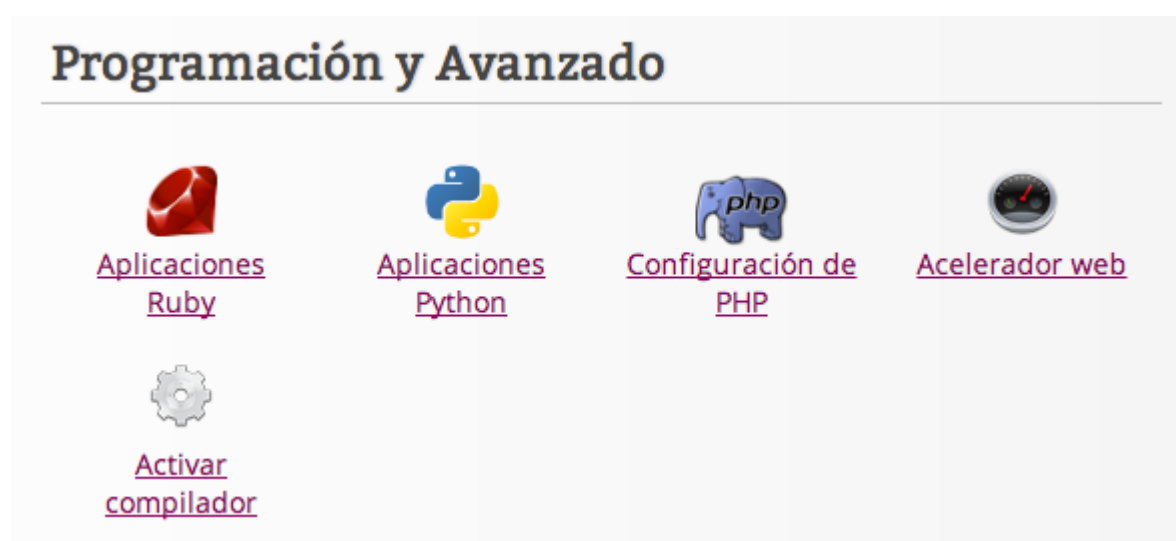 Programación y Avanzado
php
Aplicaciones
Ruby
Aplicaciones
Python
Configuración de
PHP
Acelerador web
Activar
compilador